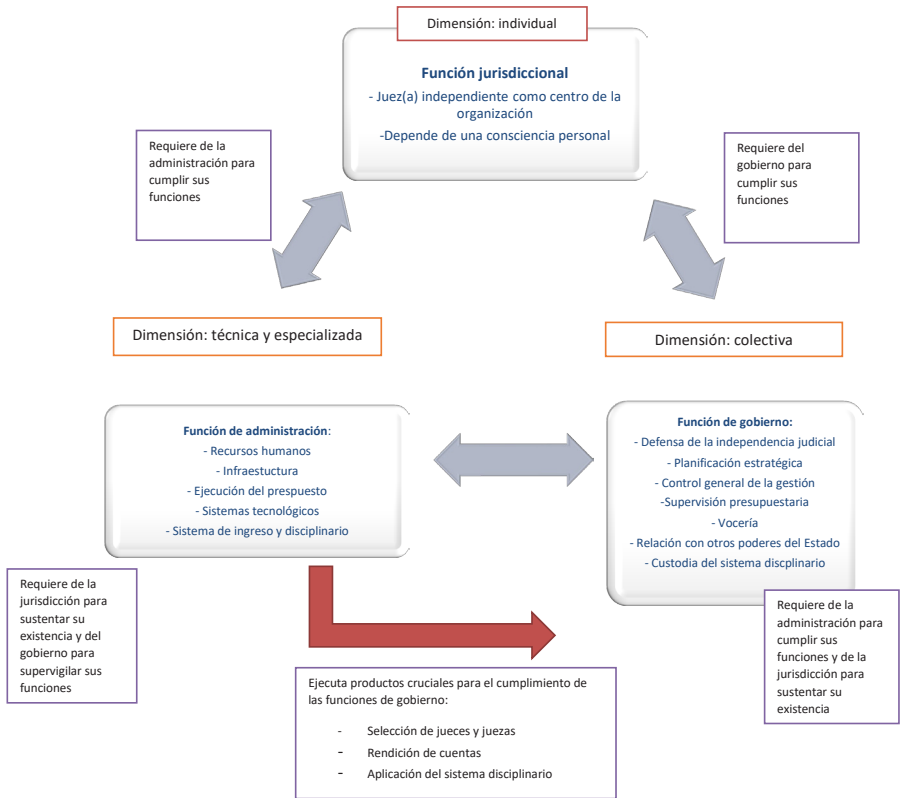 Dimensión: individual
Función jurisdiccional
- Juez(a) independiente como centro de la
organización
-Depende de una consciencia personal
Requiere de la
administración para
cumplir sus
funciones
Requiere del
gobierno para
cumplir sus
funciones
Dimensión: técnica y especializada
Dimensión: colectiva
Función de administración:
- Recursos humanos
- Infraestuctura
- Ejecución del prespuesto
- Sistemas tecnológicos
- Sistema de ingreso y disciplinario
Función de gobierno:
- Defensa de la independencia judicial
- Planificación estratégica
- Control general de la gestión
-Supervisión presupuestaria
- Vocería
- Relación con otros poderes del Estado
- Custodia del sistema discplinario
Requiere de la
jurisdicción para
sustentar su
existencia y del
gobierno para
supervigilar sus
funciones
Requiere de la
administración para
cumplir sus
funciones y de la
jurisdicción para
sustentar su
existencia
Ejecuta productos cruciales para el cumplimiento de
las funciones de gobierno:
- Selección de jueces y juezas
- Rendición de cuentas
- Aplicación del sistema disciplinario